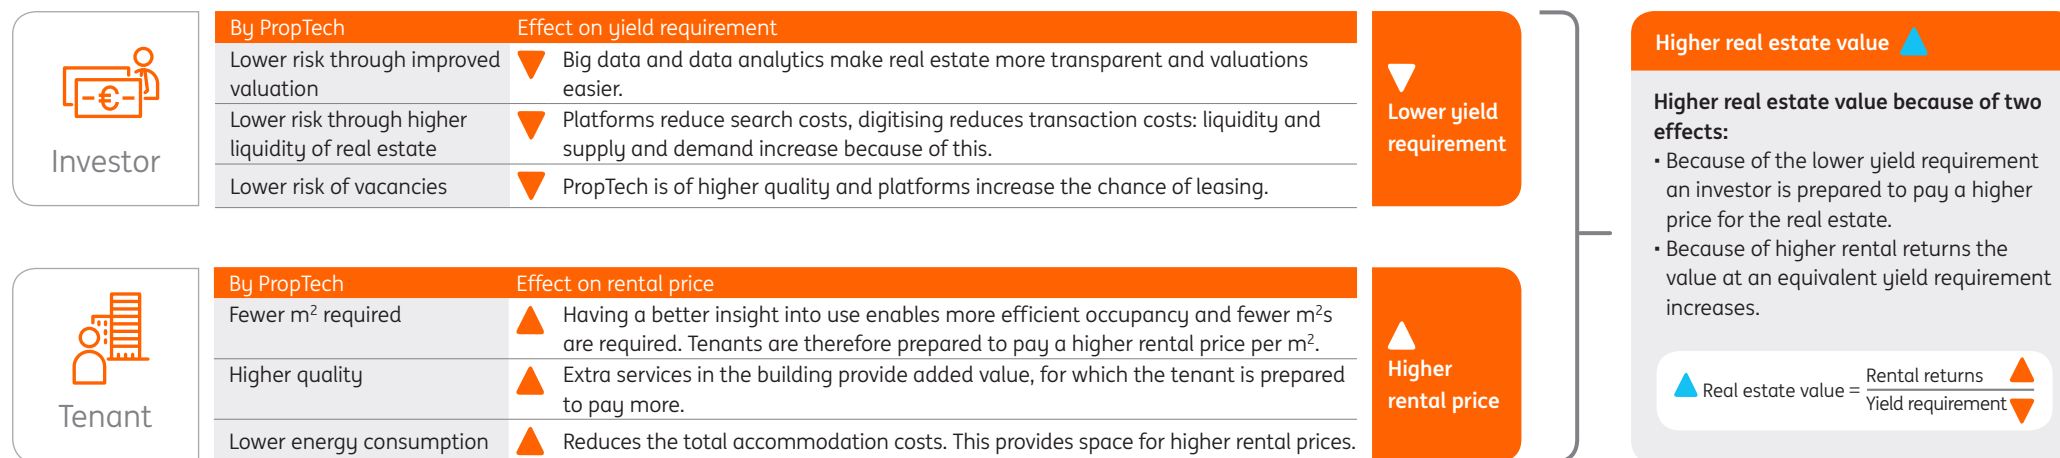 Investor
By PropTech
Effect on yield requirement
Lower risk through improved
valuation
Big data and data analytics make real estate more transparent and valuations
easier.
Lower risk through higher
liquidity of real estate
Platforms reduce search costs, digitising reduces transaction costs: liquidity and
supply and demand increase because of this.
Lower risk of vacancies
PropTech is of higher quality and platforms increase the chance of leasing.
Lower yield
requirement
Tenant
By PropTech
Effect on rental price
Fewer m² required
Having a better insight into use enables more efficient occupancy and fewer m²s
are required. Tenants are therefore prepared to pay a higher rental price per m².
Higher quality
Extra services in the building provide added value, for which the tenant is prepared
to pay more.
Lower energy consumption
Reduces the total accommodation costs. This provides space for higher rental prices.
Higher
rental price
Higher real estate value
Higher real estate value because of two
effects:
• Because of the lower yield requirement
an investor is prepared to pay a higher
price for the real estate.
• Because of higher rental returns the
value at an equivalent yield requirement
increases.
Real estate value =
Rental returns
Yield requirement
€